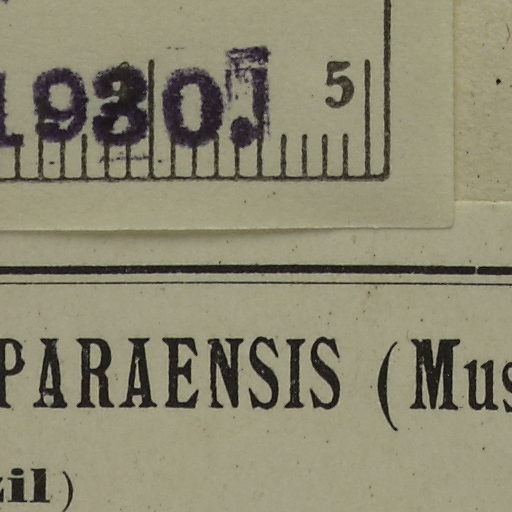 1930. 5
PARAENSIS (Mus
zil)